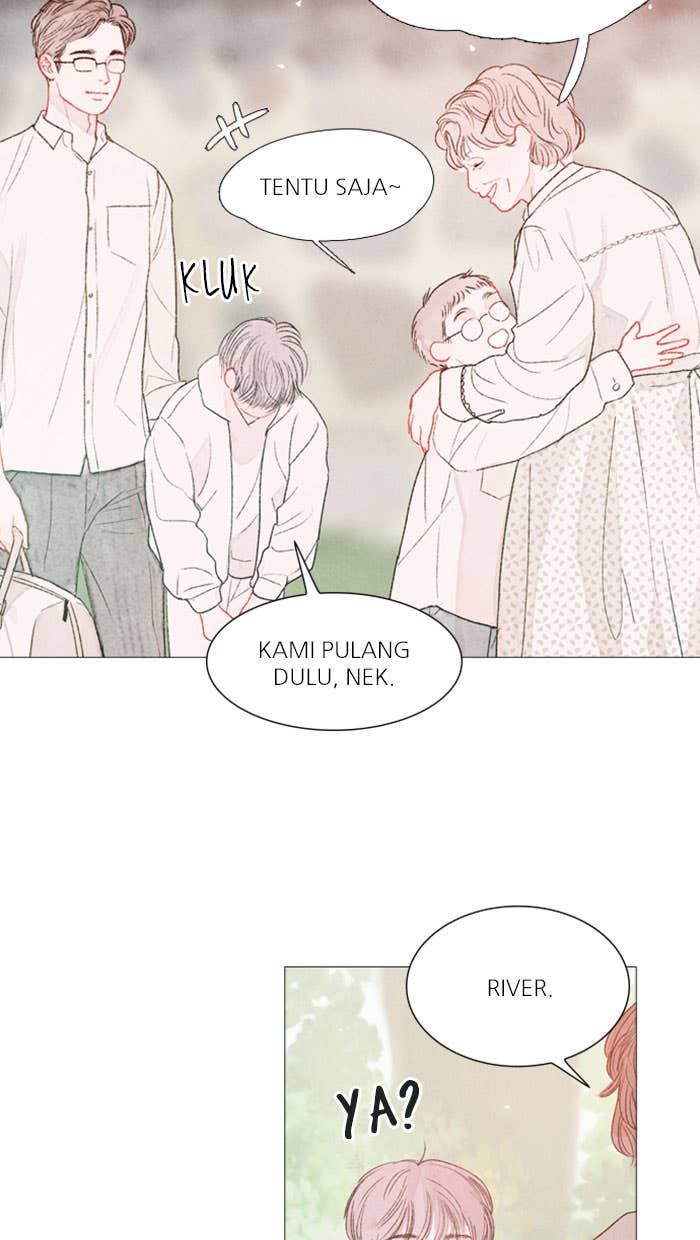 TENTU SAJA~
KLUK
KAMI PULANG
DULU, NEK.
RIVER.
YA?